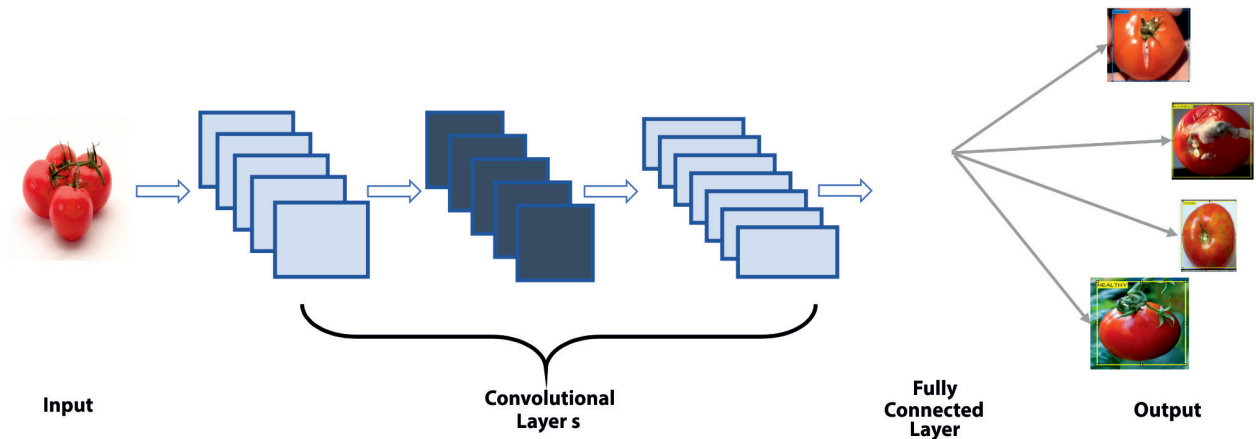 HEALTHY
Input
Convolutional
Layer s
Fully
Connected
Layer
Output